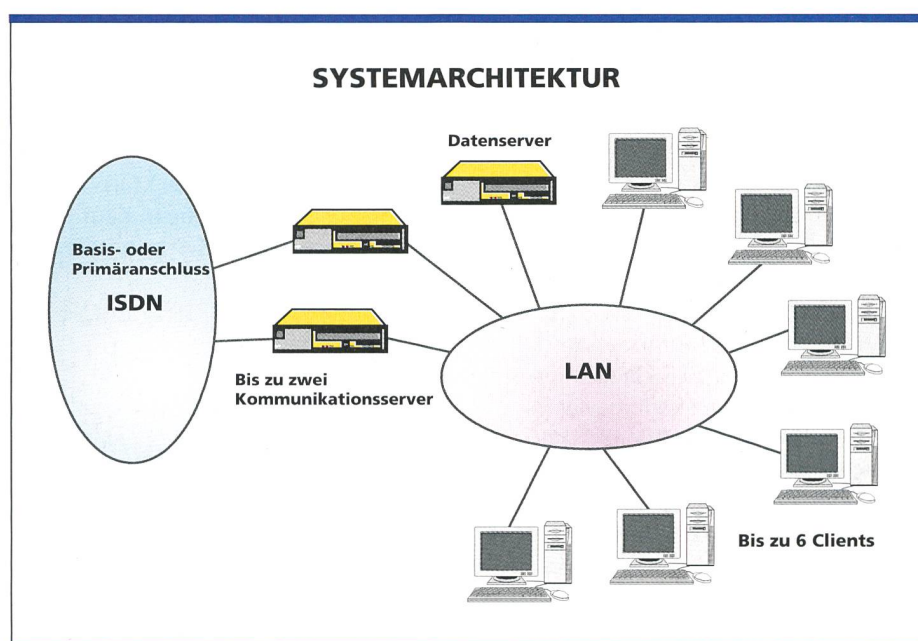 SYSTEMARCHITEKTUR
Datenserver
Basis- oder
Primäranschluss
ISDN
Bis zu zwei
Kommunikationsserver
LAN
Bis zu 6 Clients